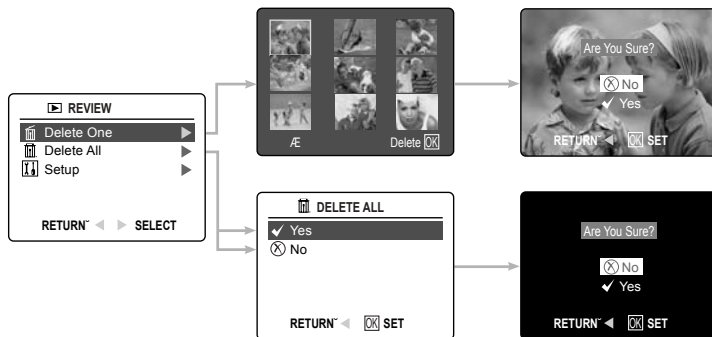 REVIEW
Delete One
Delete All
Setup
RETURN˘ ◀ ▶ SELECT
Æ Delete OK
Are You Sure?
No
Yes
RETURN˘ ◀ OK SET
DELETE ALL
Yes
No
RETURN˘ ◀ OK SET
Are You Sure?
No
Yes
RETURN˘ ◀ OK SET